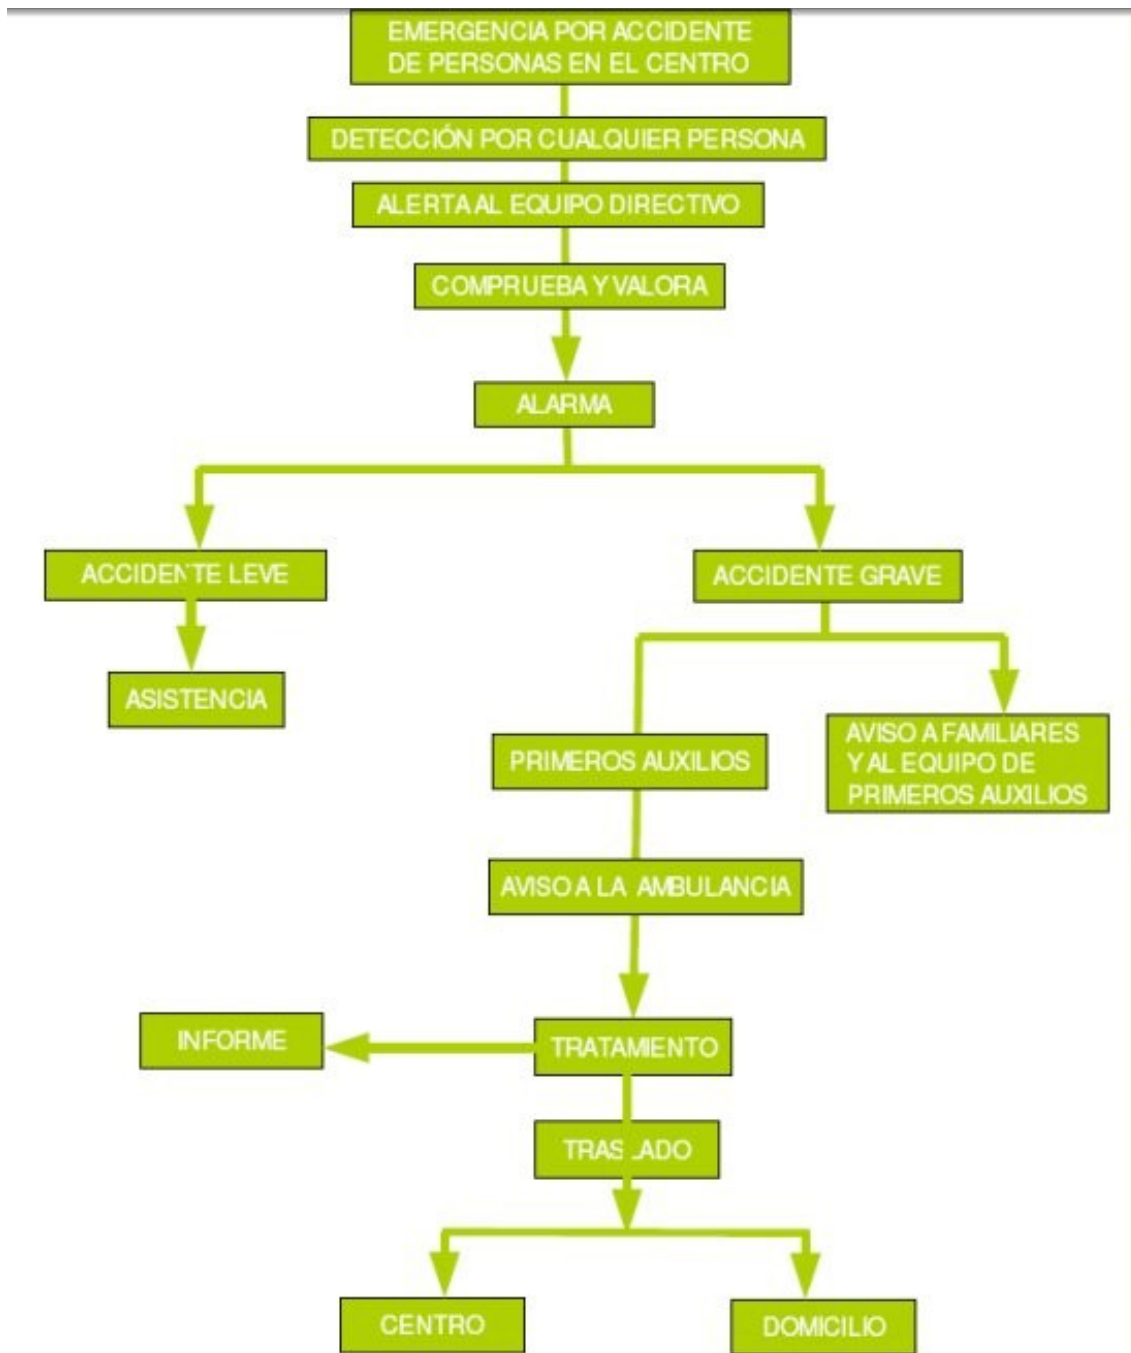 EMERGENCIA POR ACCIDENTE
DE PERSONAS EN EL CENTRO
DETECCIÓN POR CUALQUIER PERSONA
ALERTA AL EQUIPO DIRECTIVO
COMPRUEBA Y VALORA
ALARMA
ACCIDENTE LEVE
ACCIDENTE GRAVE
ASISTENCIA
AVISO A FAMILIARES
Y AL EQUIPO DE
PRIMEROS AUXILIOS
PRIMEROS AUXILIOS
AVISO A LA AMBULANCIA
INFORME
TRATAMIENTO
TRASLADO
CENTRO
DOMICILIO